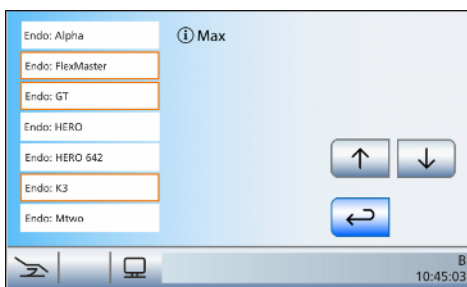 Endo: Alpha
Endo: FlexMaster
Endo: GT
Endo: HERO
Endo: HERO 642
Endo: K3
Endo: Mtwo
i Max
B
10:45:03